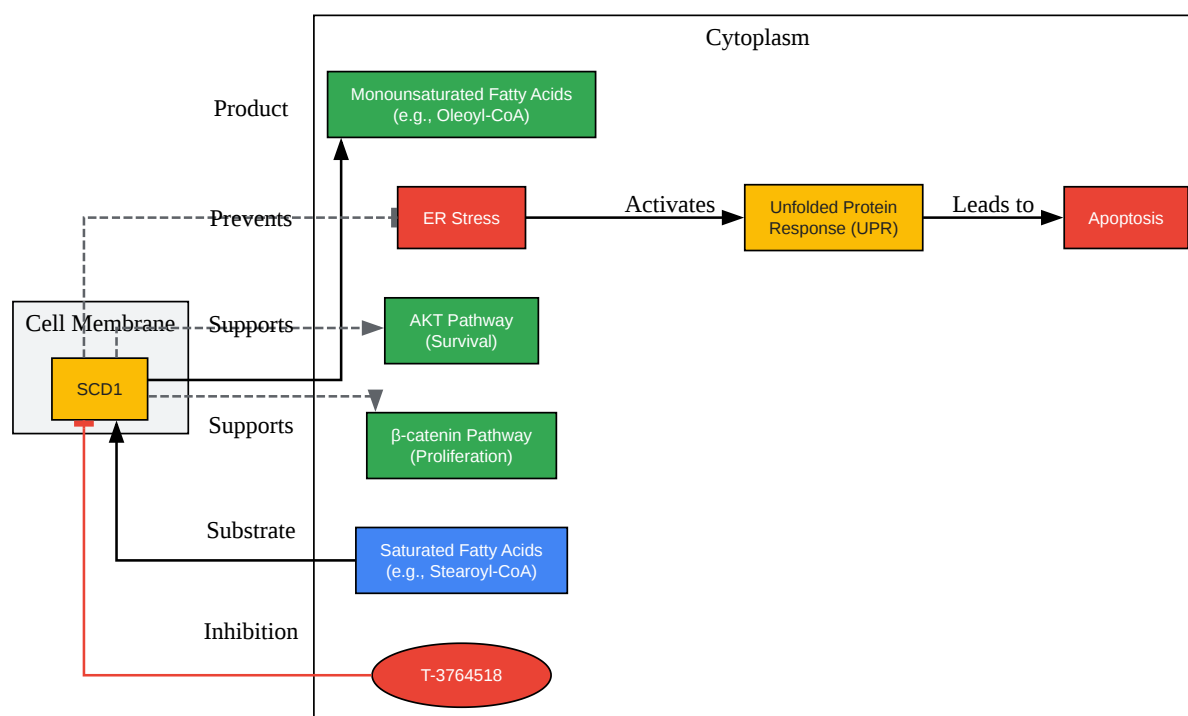 Cytoplasm
Product
Monounsaturated Fatty Acids
(e.g., Oleoyl-CoA)
Prevents
ER Stress
Activates
Unfolded Protein
Response (UPR)
Leads to
Apoptosis
Cell Membrane
Supports
AKT Pathway
(Survival)
SCD1
Supports
β-catenin Pathway
(Proliferation)
Substrate
Saturated Fatty Acids
(e.g., Stearoyl-CoA)
Inhibition
T-3764518